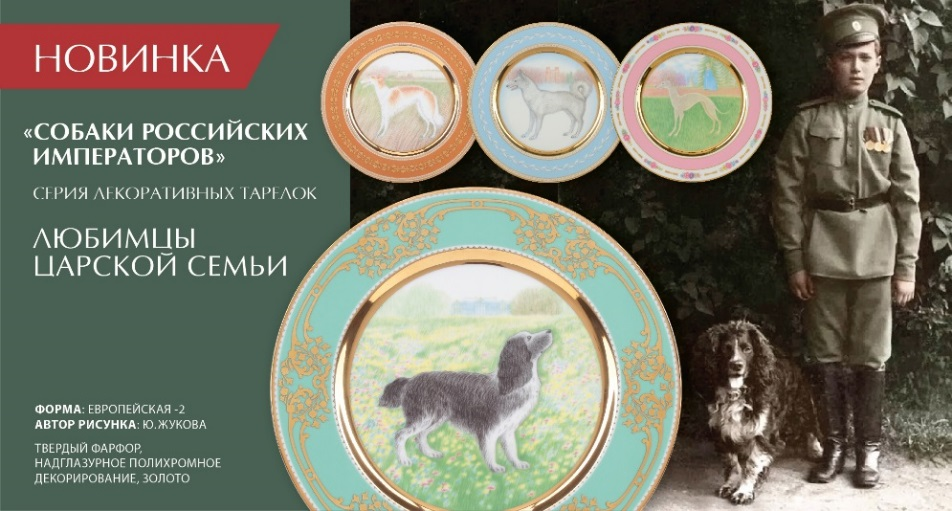 НОВИНКА
«СОБАКИ РОССИЙСКИХ
ИМПЕРАТОРОВ»
СЕРИЯ ДЕКОРАТИВНЫХ ТАРЕЛОК
ЛЮБИМЦЫ
ЦАРСКОЙ СЕМЬИ
ФОРМА: ЕВРОПЕЙСКАЯ -2
АВТОР РИСУНКА: Ю.ЖУКОВА
ТВЕРДЫЙ ФАРФОР,
НАДГЛАЗУРНОЕ ПОЛИХРОМНОЕ
ДЕКОРИРОВАНИЕ, ЗОЛОТО